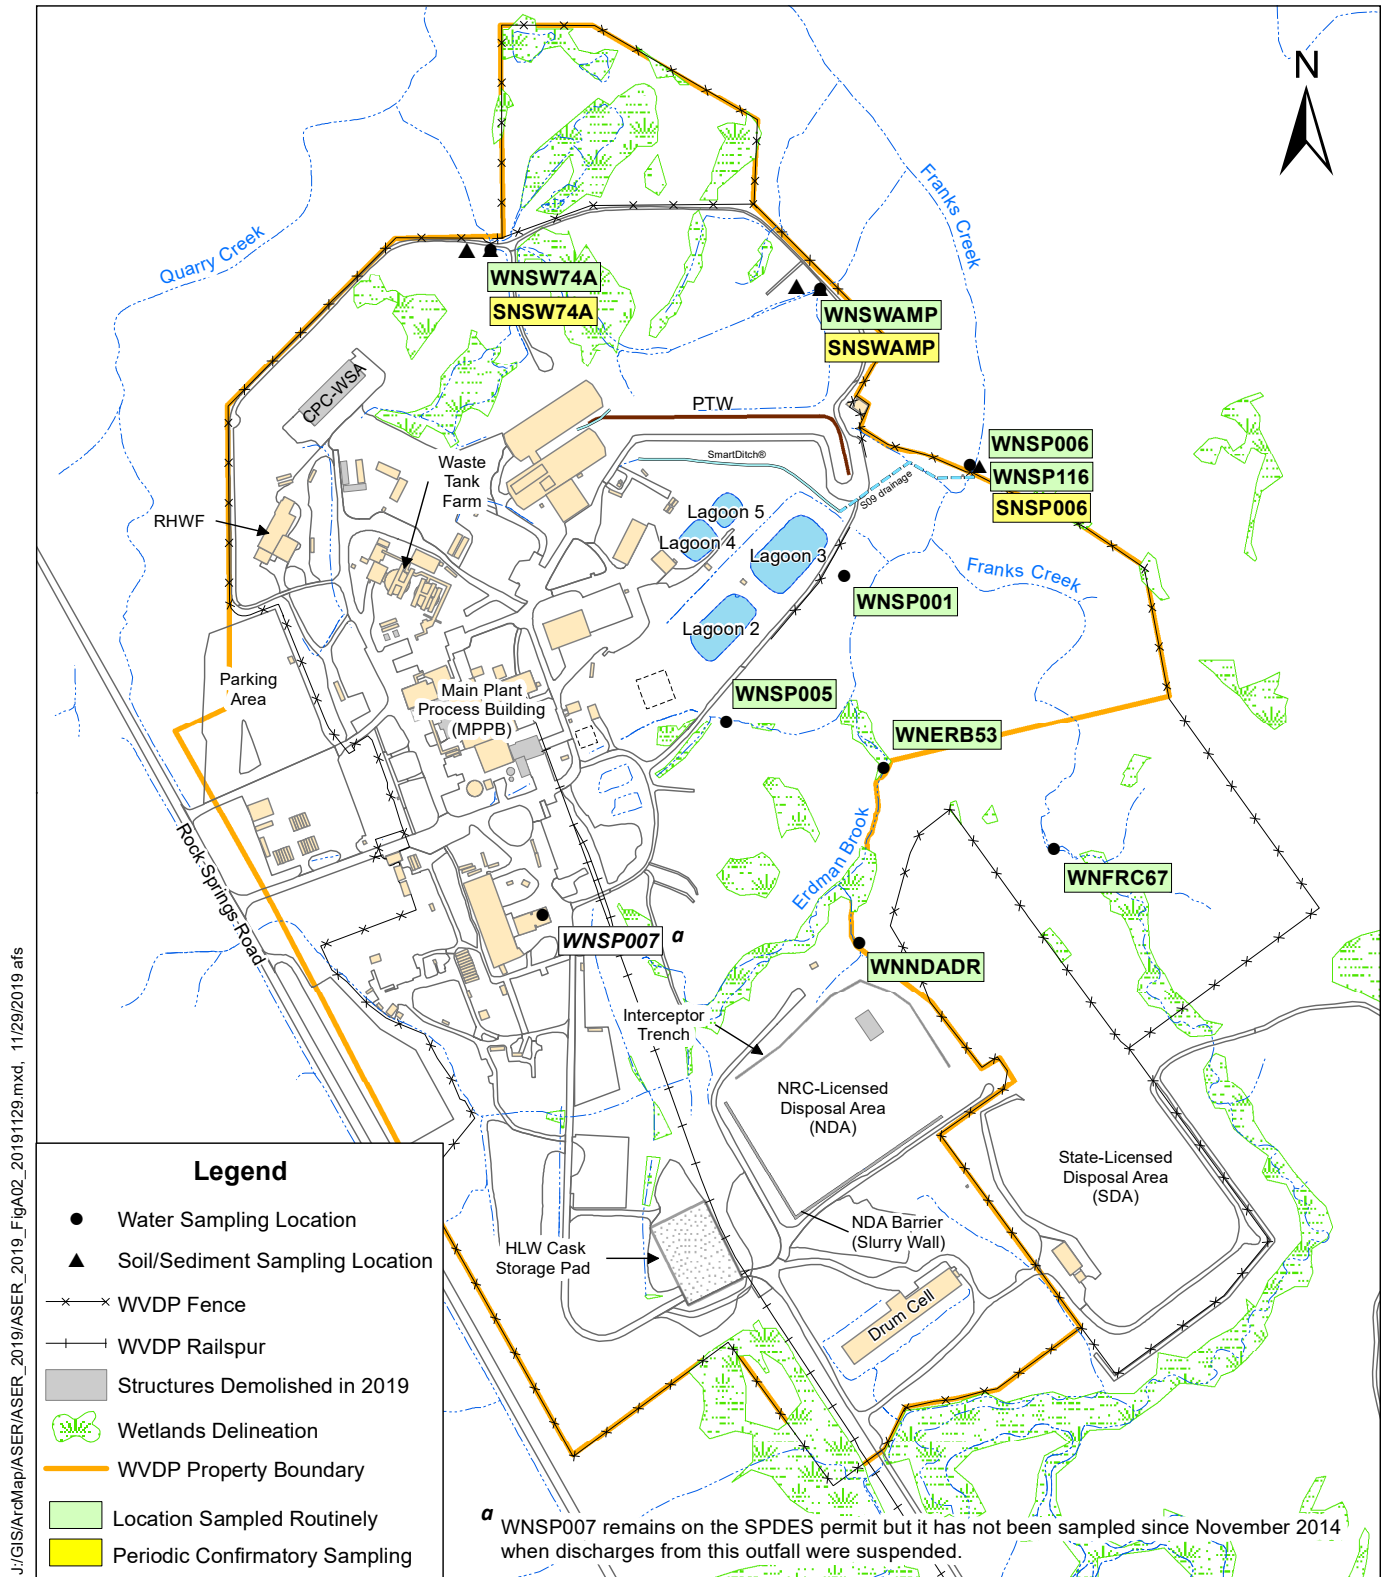 N
Quarry Creek
Franks Creek
WNSW74A
SNSW74A
WNSWAMP
SNSWAMP
CPC-WSA
PTW
Waste
Tank
Farm
SmartDitch®
S09 drainage
WNSP006
WNSP116
SNSP006
RHWF
Lagoon 5
Lagoon 4
Lagoon 3
Franks Creek
WNSP001
Lagoon 2
Parking
Area
Main Plant
Process Building
(MPPB)
WNSP005
WNERB53
Rock Springs Road
Erdman Brook
WNFRC67
WNSP007 a
WNNDADR
Interceptor
Trench
NRC-Licensed
Disposal Area
(NDA)
State-Licensed
Disposal Area
(SDA)
NDA Barrier
(Slurry Wall)
HLW Cask
Storage Pad
Drum Cell
Legend
Water Sampling Location
Soil/Sediment Sampling Location
WVDP Fence
WVDP Railspur
Structures Demolished in 2019
Wetlands Delineation
WVDP Property Boundary
Location Sampled Routinely
Periodic Confirmatory Sampling
a WNSP007 remains on the SPDES permit but it has not been sampled since November 2014
when discharges from this outfall were suspended.
J:/GIS/ArcMap/ASER/ASER_2019/ASER_2019_FigA02_20191129.mxd, 11/29/2019 afs